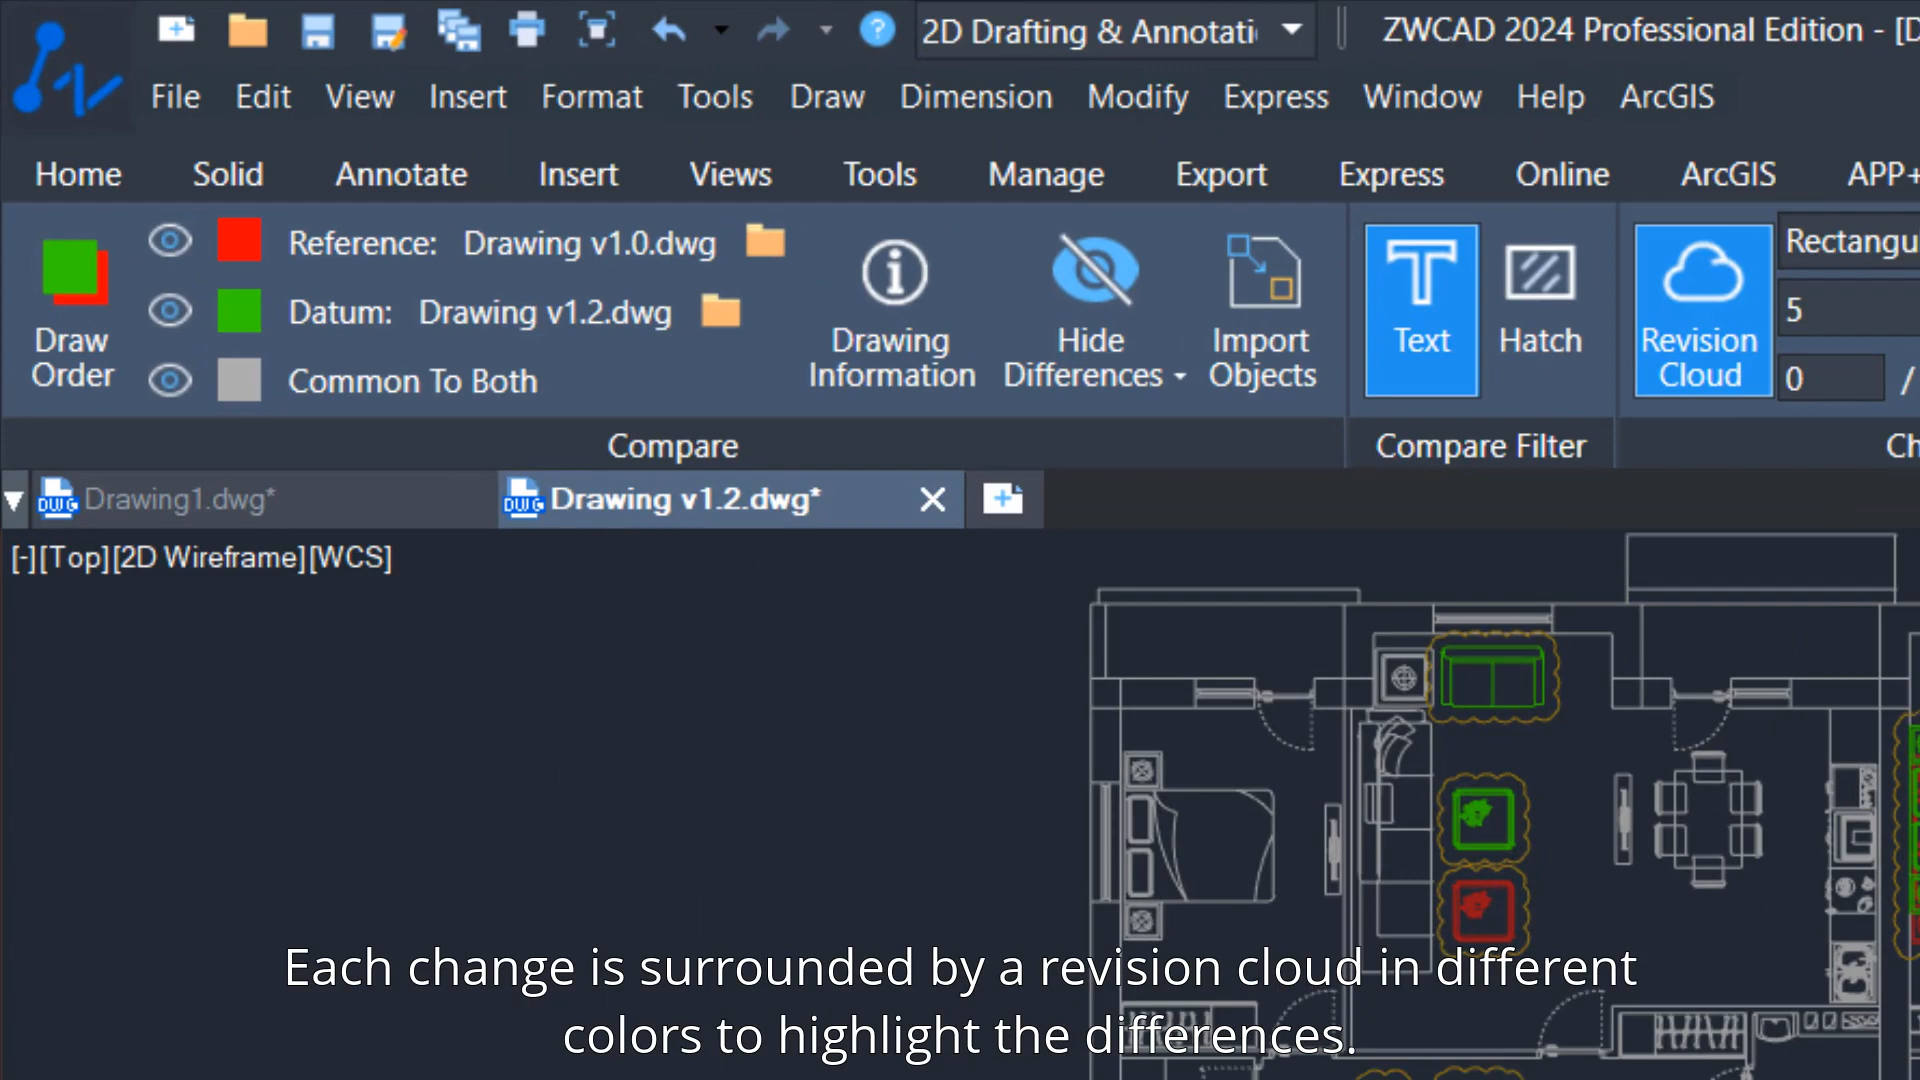 2D Drafting & Annotati
ZWCAD 2024 Professional Edition - [D
File Edit View Insert Format Tools Draw Dimension Modify Express Window Help ArcGIS
Home Solid Annotate Insert Views Tools Manage Export Express Online ArcGIS APP+
Draw
Order
Reference: Drawing v1.0.dwg
Datum: Drawing v1.2.dwg
Common To Both
Drawing
Information
Hide
Differences
Import
Objects
Compare
Text
Hatch
Compare Filter
Revision
Cloud
Rectangu
5
0 /
Ch
DWG Drawing1.dwg*
DWG Drawing v1.2.dwg*
[-][Top][2D Wireframe][WCS]
Each change is surrounded by a revision cloud in different
colors to highlight the differences.